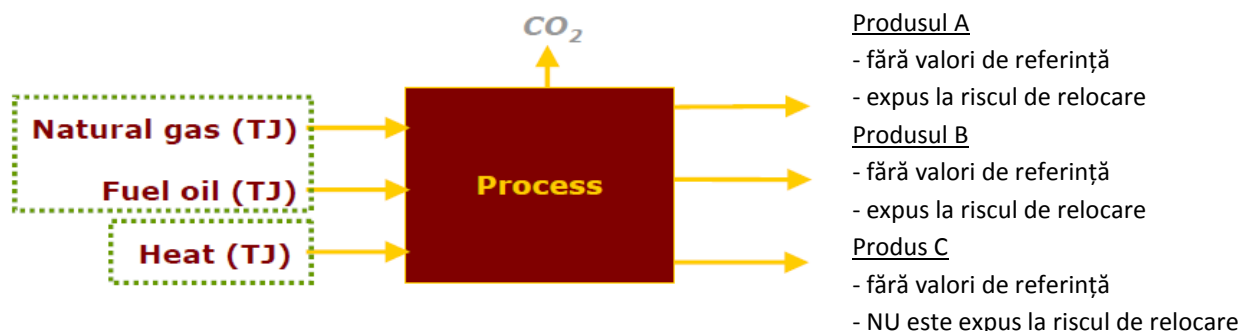 CO2
Natural gas (TJ)
Fuel oil (TJ)
Heat (TJ)
Process
Produsul A
- fără valori de referință
- expus la riscul de relocare
Produsul B
- fără valori de referință
- expus la riscul de relocare
Produs C
- fără valori de referință
- NU este expus la riscul de relocare